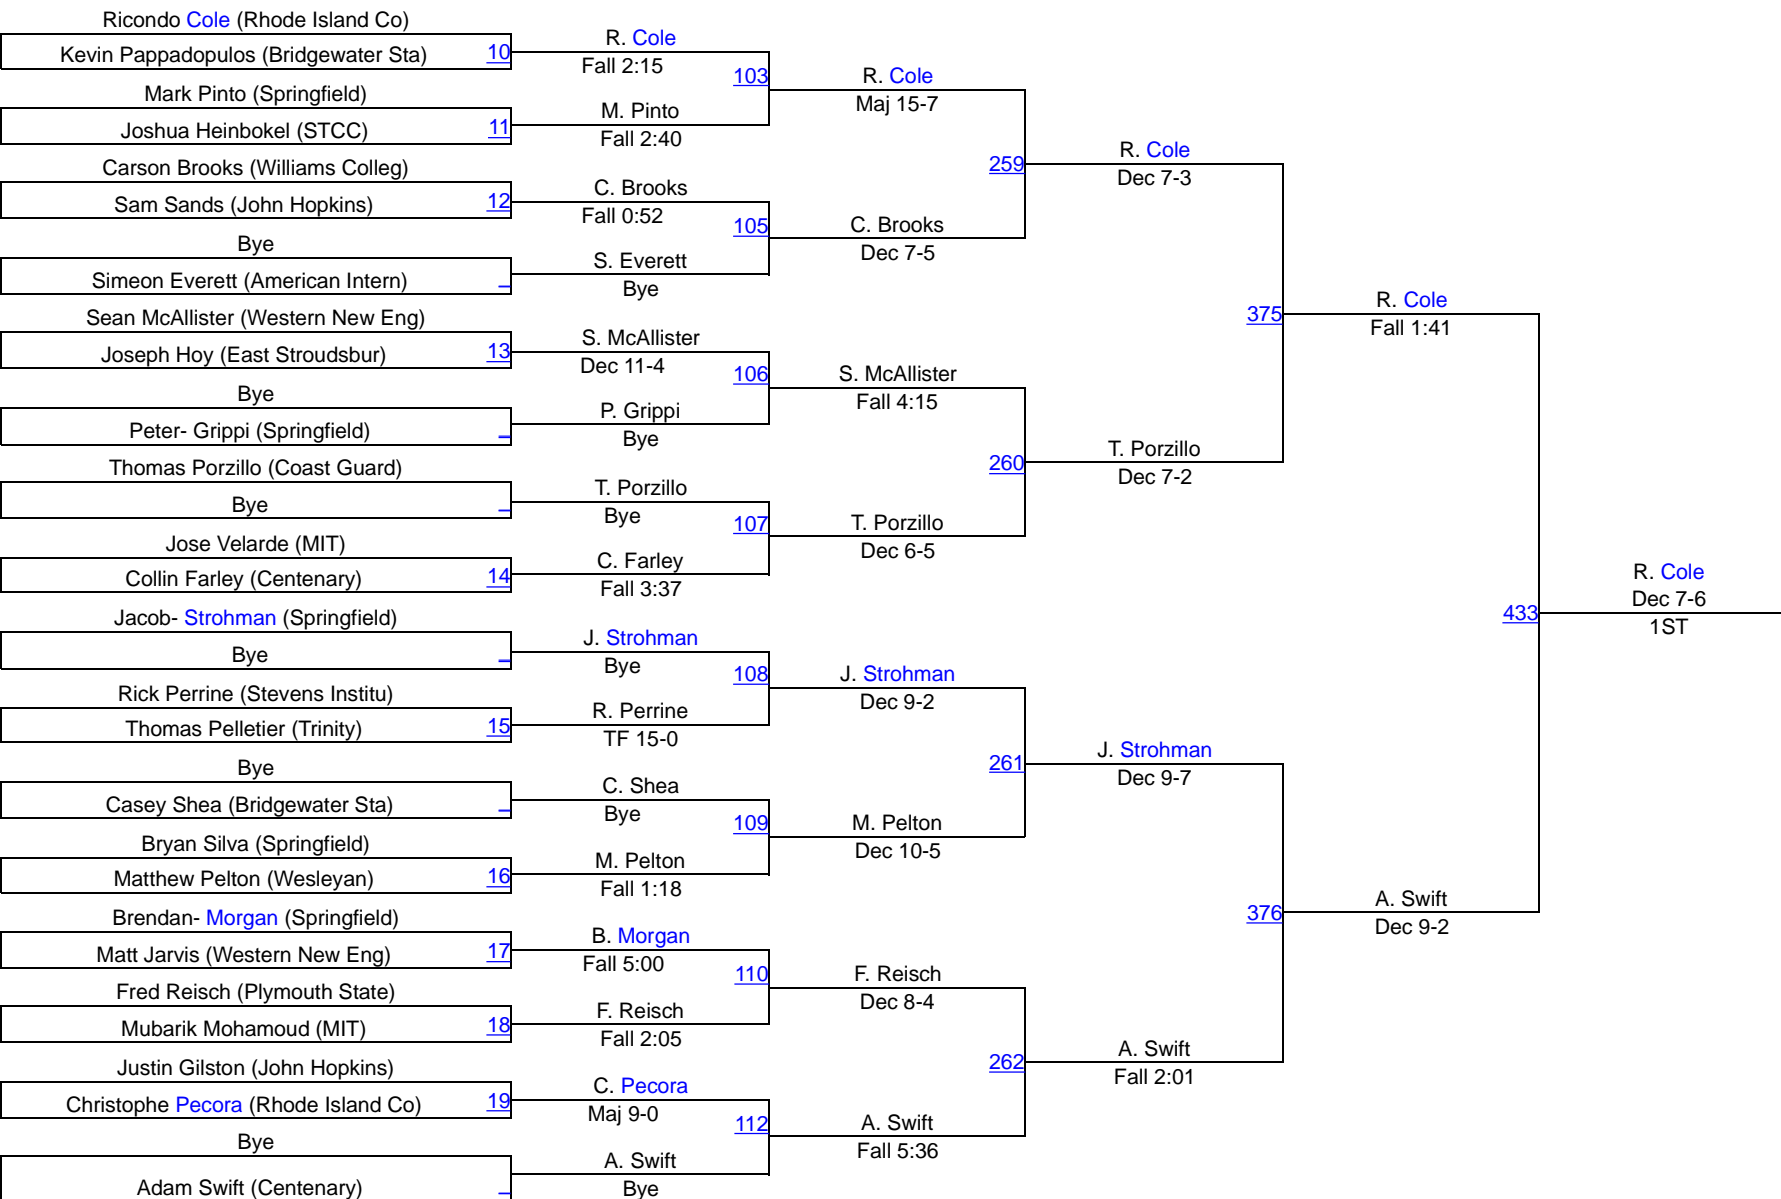 Ricondo Cole (Rhode Island Co)
Kevin Pappadopulos (Bridgewater Sta) 10
Mark Pinto (Springfield)
Joshua Heinbokel (STCC) 11
Carson Brooks (Williams Colleg)
Sam Sands (John Hopkins) 12
Bye
Simeon Everett (American Intern)
Sean McAllister (Western New Eng)
Joseph Hoy (East Stroudsbur) 13
Bye
Peter- Grippi (Springfield)
Thomas Porzillo (Coast Guard)
Bye
Jose Velarde (MIT)
Collin Farley (Centenary) 14
Jacob- Strohman (Springfield)
Bye
Rick Perrine (Stevens Institu)
Thomas Pelletier (Trinity) 15
Bye
Casey Shea (Bridgewater Sta)
Bryan Silva (Springfield)
Matthew Pelton (Wesleyan) 16
Brendan- Morgan (Springfield)
Matt Jarvis (Western New Eng) 17
Fred Reisch (Plymouth State)
Mubarik Mohamoud (MIT) 18
Justin Gilston (John Hopkins)
Christophe Pecora (Rhode Island Co) 19
Bye
Adam Swift (Centenary)
R. Cole
Fall 2:15
103
M. Pinto
Fall 2:40
C. Brooks
Fall 0:52
105
S. Everett
Bye
S. McAllister
Dec 11-4
106
P. Grippi
Bye
T. Porzillo
Bye
107
C. Farley
Fall 3:37
J. Strohman
Bye
108
R. Perrine
TF 15-0
C. Shea
Bye
109
M. Pelton
Fall 1:18
B. Morgan
Fall 5:00
110
F. Reisch
Fall 2:05
C. Pecora
Maj 9-0
112
A. Swift
Bye
R. Cole
Maj 15-7
259
C. Brooks
Dec 7-5
S. McAllister
Fall 4:15
260
T. Porzillo
Dec 6-5
J. Strohman
Dec 9-2
261
M. Pelton
Dec 10-5
F. Reisch
Dec 8-4
262
A. Swift
Fall 5:36
R. Cole
Dec 7-3
375
T. Porzillo
Dec 7-2
J. Strohman
Dec 9-7
376
A. Swift
Fall 2:01
R. Cole
Fall 1:41
433
A. Swift
Dec 9-2
R. Cole
Dec 7-6
1ST